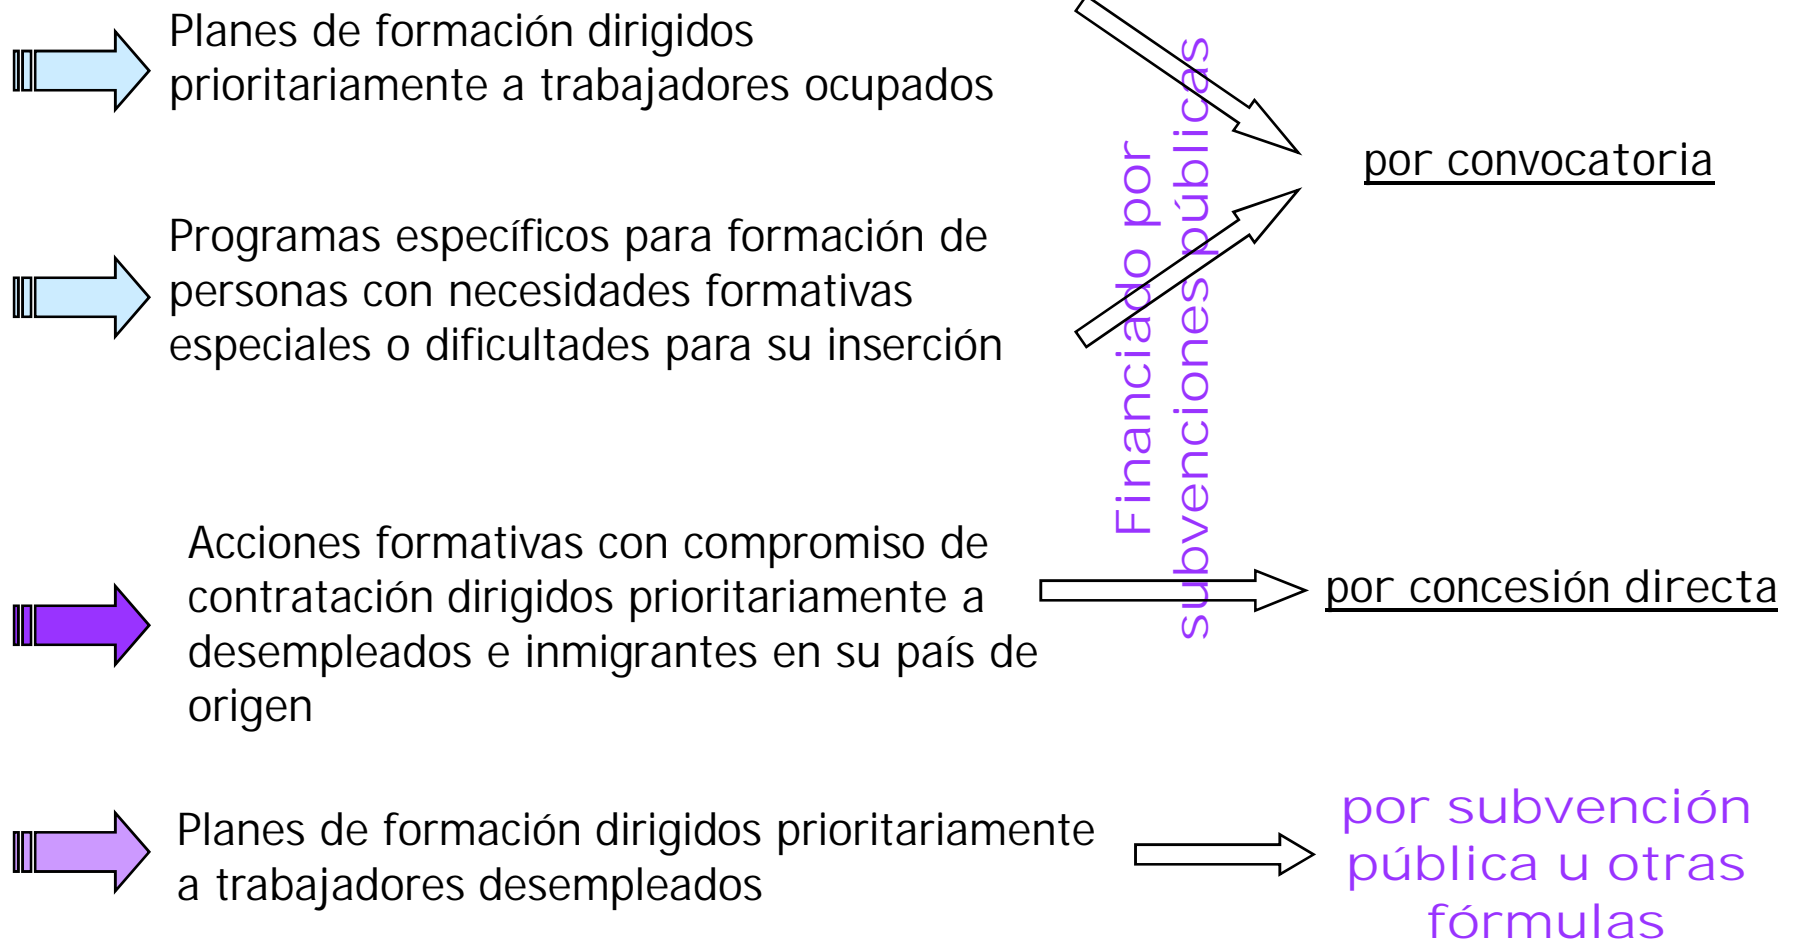 Planes de formación dirigidos
prioritariamente a trabajadores ocupados
Programas específicos para formación de
personas con necesidades formativas
especiales o dificultades para su inserción
Financiado por
subvenciones públicas
por convocatoria
Acciones formativas con compromiso de
contratación dirigidos prioritariamente a
desempleados e inmigrantes en su país de
origen
por concesión directa
Planes de formación dirigidos prioritariamente
a trabajadores desempleados
por subvención
pública u otras
fórmulas